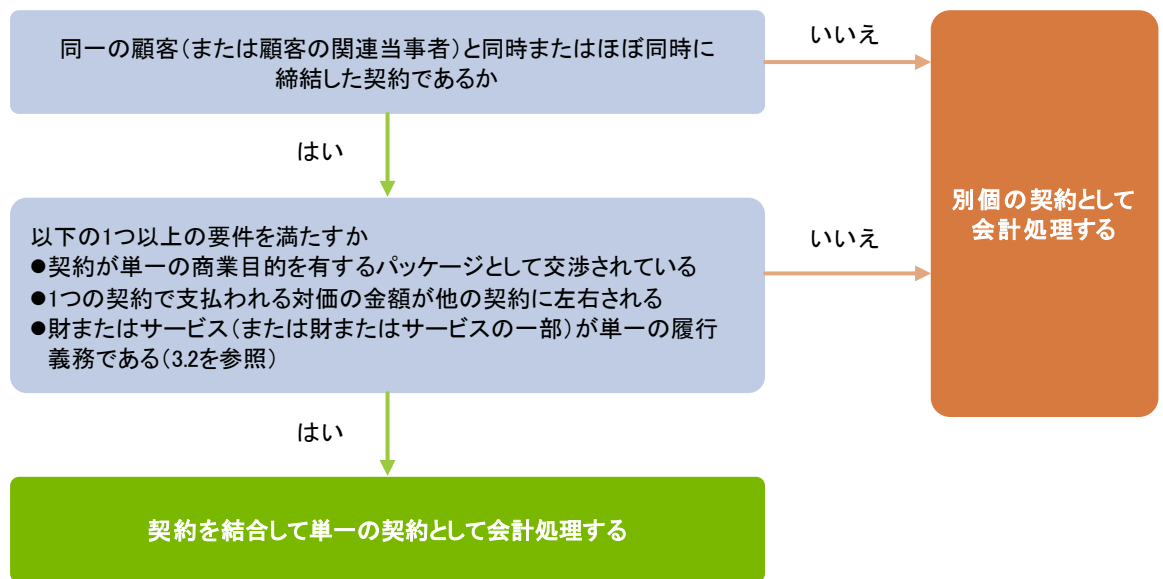 同一の顧客（または顧客の関連当事者）と同時またはほぼ同時に
締結した契約であるか
いいえ
はい
以下の1つ以上の要件を満たすか
●契約が単一の商業目的を有するパッケージとして交渉されている
●1つの契約で支払われる対価の金額が他の契約に左右される
●財またはサービス（または財またはサービスの一部）が単一の履行
義務である（3.2を参照）
いいえ
別個の契約として
会計処理する
はい
契約を結合して単一の契約として会計処理する